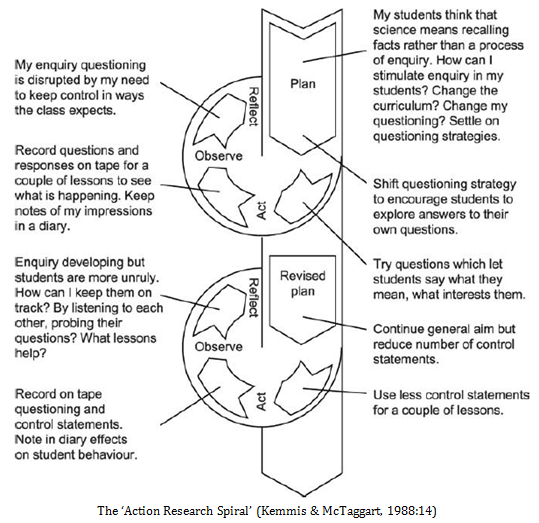 My students think that
science means recalling
facts rather than a process
of enquiry. How can I
stimulate enquiry in my
students? Change the
curriculum? Change my
questioning? Settle on
questioning strategies.
Plan
My enquiry questioning
is disrupted by my need
to keep control in ways
the class expects.
Reflect
Observe
Record questions and
responses on tape for a
couple of lessons to see
what is happening. Keep
notes of my impressions
in a diary.
Act
Shift questioning strategy
to encourage students to
explore answers to their
own questions.
Try questions which let
students say what they
mean, what interests them.
Enquiry developing but
students are more unruly.
How can I keep them on
track? By listening to each
other, probing their
questions? What lessons
help?
Reflect
Revised
plan
Observe
Continue general aim but
reduce number of control
statements.
Record on tape
questioning and
control statements.
Note in diary effects
on student behaviour.
Act
Use less control statements
for a couple of lessons.
The ‘Action Research Spiral’ (Kemmis & McTaggart, 1988:14)